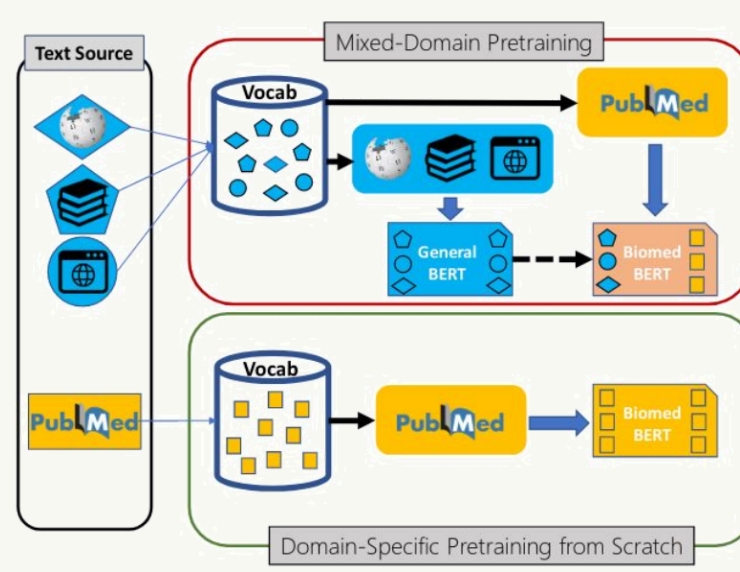 Text Source
Mixed-Domain Pretraining
Vocab
PubMed
General
BERT
Biomed
BERT
Vocab
PubMed
PubMed
Biomed
BERT
Domain-Specific Pretraining from Scratch